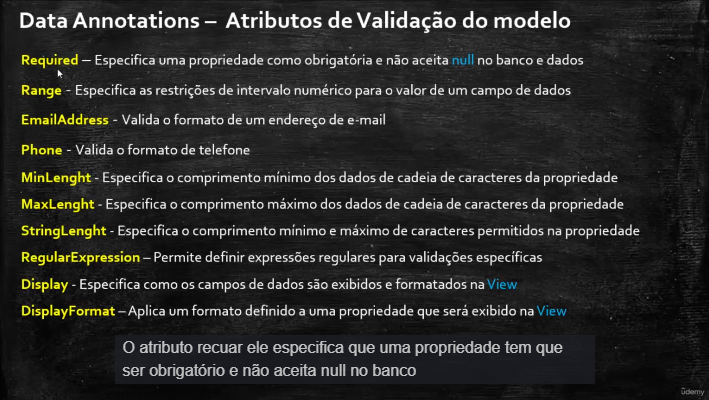 Data Annotations – Atributos de Validação do modelo
Required – Especifica uma propriedade como obrigatória e não aceita null no banco e dados
Range - Especifica as restrições de intervalo numérico para o valor de um campo de dados
EmailAddress - Valida o formato de um endereço de e-mail
Phone - Valida o formato de telefone
MinLenght - Especifica o comprimento mínimo dos dados de cadeia de caracteres da propriedade
MaxLenght - Especifica o comprimento máximo dos dados de cadeia de caracteres da propriedade
StringLenght - Especifica o comprimento mínimo e máximo de caracteres permitidos na propriedade
RegularExpression – Permite definir expressões regulares para validações específicas
Display - Especifica como os campos de dados são exibidos e formatados na View
DisplayFormat – Aplica um formato definido a uma propriedade que será exibido na View
O atributo recuar ele especifica que uma propriedade tem que
ser obrigatório e não aceita null no banco
ûdemy